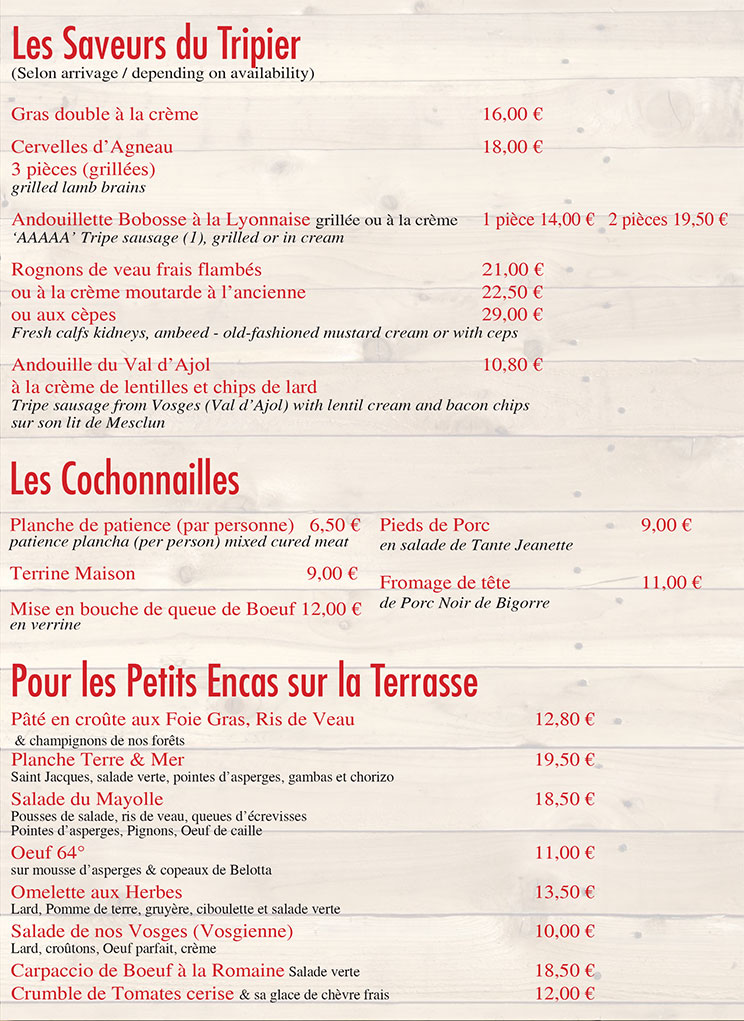 Les Saveurs du Tripier
(Selon arrivage / depending on availability)
Gras double à la crème 16,00 €
Cervelles d'Agneau 18,00 €
3 pièces (grillées)
grilled lamb brains
Andouillette Bobosse à la Lyonnaise grillée ou à la crème 1 pièce 14,00 € 2 pièces 19,50 €
'AAAAA' Tripe sausage (1), grilled or in cream
Rognons de veau frais flambés 21,00 €
ou à la crème moutarde à l'ancienne 22,50 €
ou aux cèpes 29,00 €
Fresh calfs kidneys, ambeed - old-fashioned mustard cream or with ceps
Andouille du Val d'Ajol 10,80 €
à la crème de lentilles et chips de lard
Tripe sausage from Vosges (Val d'Ajol) with lentil cream and bacon chips
sur son lit de Mesclun
Les Cochonnailles
Planche de patience (par personne) 6,50 €
patience plancha (per person) mixed cured meat
Terrine Maison 9,00 €
Mise en bouche de queue de Boeuf 12,00 €
en verrine
Pieds de Porc 9,00 €
en salade de Tante Jeanette
Fromage de tête 11,00 €
de Porc Noir de Bigorre
Pour les Petits Encas sur la Terrasse
Pâté en croûte aux Foie Gras, Ris de Veau 12,80 €
& champignons de nos forêts
Planche Terre & Mer 19,50 €
Saint Jacques, salade verte, pointes d'asperges, gambas et chorizo
Salade du Mayolle 18,50 €
Pousses de salade, ris de veau, queues d'écrevisses
Pointes d'asperges, Pignons, Oeuf de caille
Oeuf 64° 11,00 €
sur mousse d'asperges & copeaux de Belotta
Omelette aux Herbes 13,50 €
Lard, Pomme de terre, gruyère, ciboulette et salade verte
Salade de nos Vosges (Vosgienne) 10,00 €
Lard, croûtons, Oeuf parfait, crème
Carpaccio de Boeuf à la Romaine Salade verte 18,50 €
Crumble de Tomates cerise & sa glace de chèvre frais 12,00 €